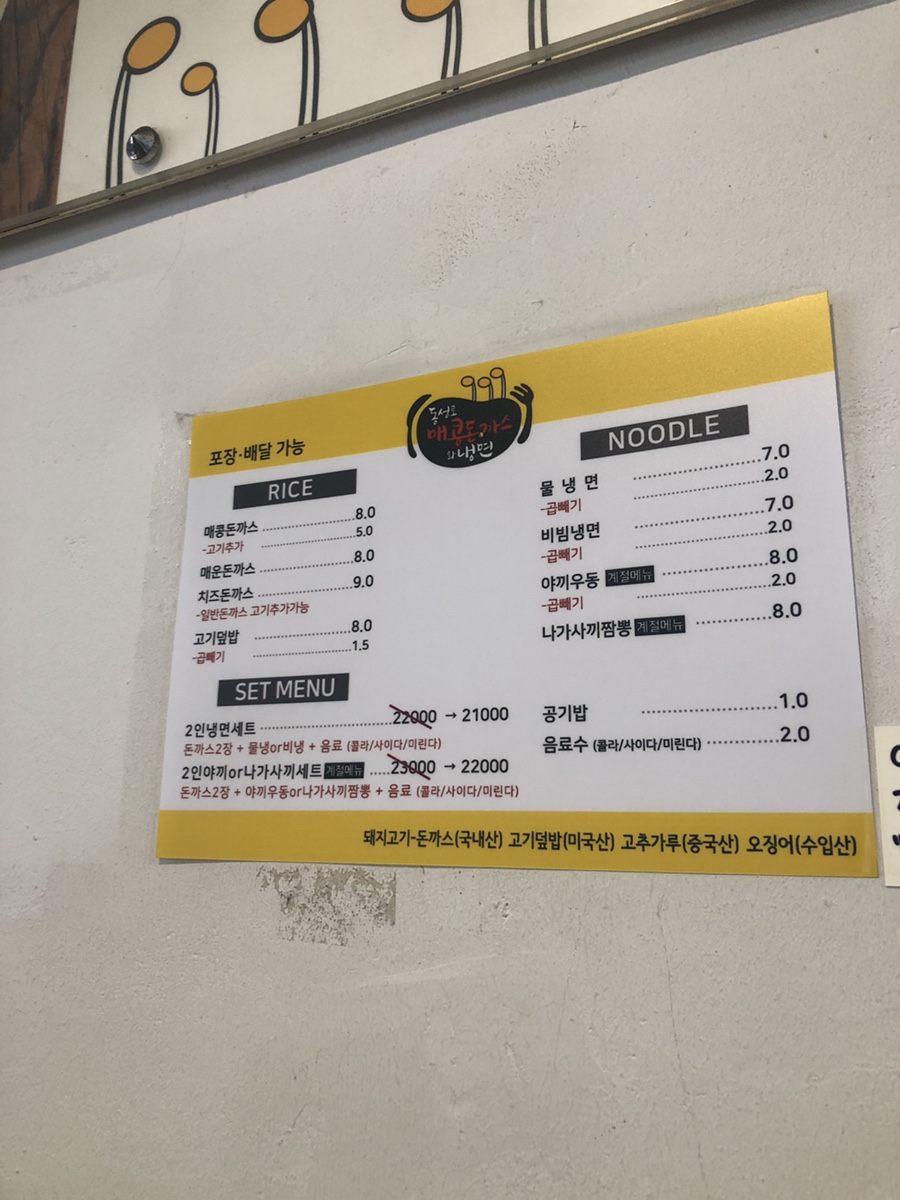 동성로
매콩돈까스
와냉면
포장·배달 가능
RICE
매콩돈까스 ........................8.0
-고기추가 ........................5.0
매운돈까스 ........................8.0
치즈돈까스 ........................9.0
-일반돈까스 고기추가가능
고기덮밥 ........................8.0
-곱빼기 ........................1.5
SET MENU
2인냉면세트 ........................22000 → 21000
돈까스2장 + 물냉or비냉 + 음료 (콜라/사이다/미린다)
2인야끼or나가사끼세트 계절메뉴 .....23000 → 22000
돈까스2장 + 야끼우동or나가사끼짬뽕 + 음료 (콜라/사이다/미린다)
NOODLE
물 냉 면 ........................7.0
-곱빼기 ........................2.0
비빔냉면 ........................7.0
-곱빼기 ........................2.0
야끼우동 계절메뉴 ........................8.0
-곱빼기 ........................2.0
나가사끼짬뽕 계절메뉴 ........................8.0
공기밥 ........................1.0
음료수 (콜라/사이다/미린다) ................2.0
돼지고기-돈까스(국내산) 고기덮밥(미국산) 고추가루(중국산) 오징어(수입산)